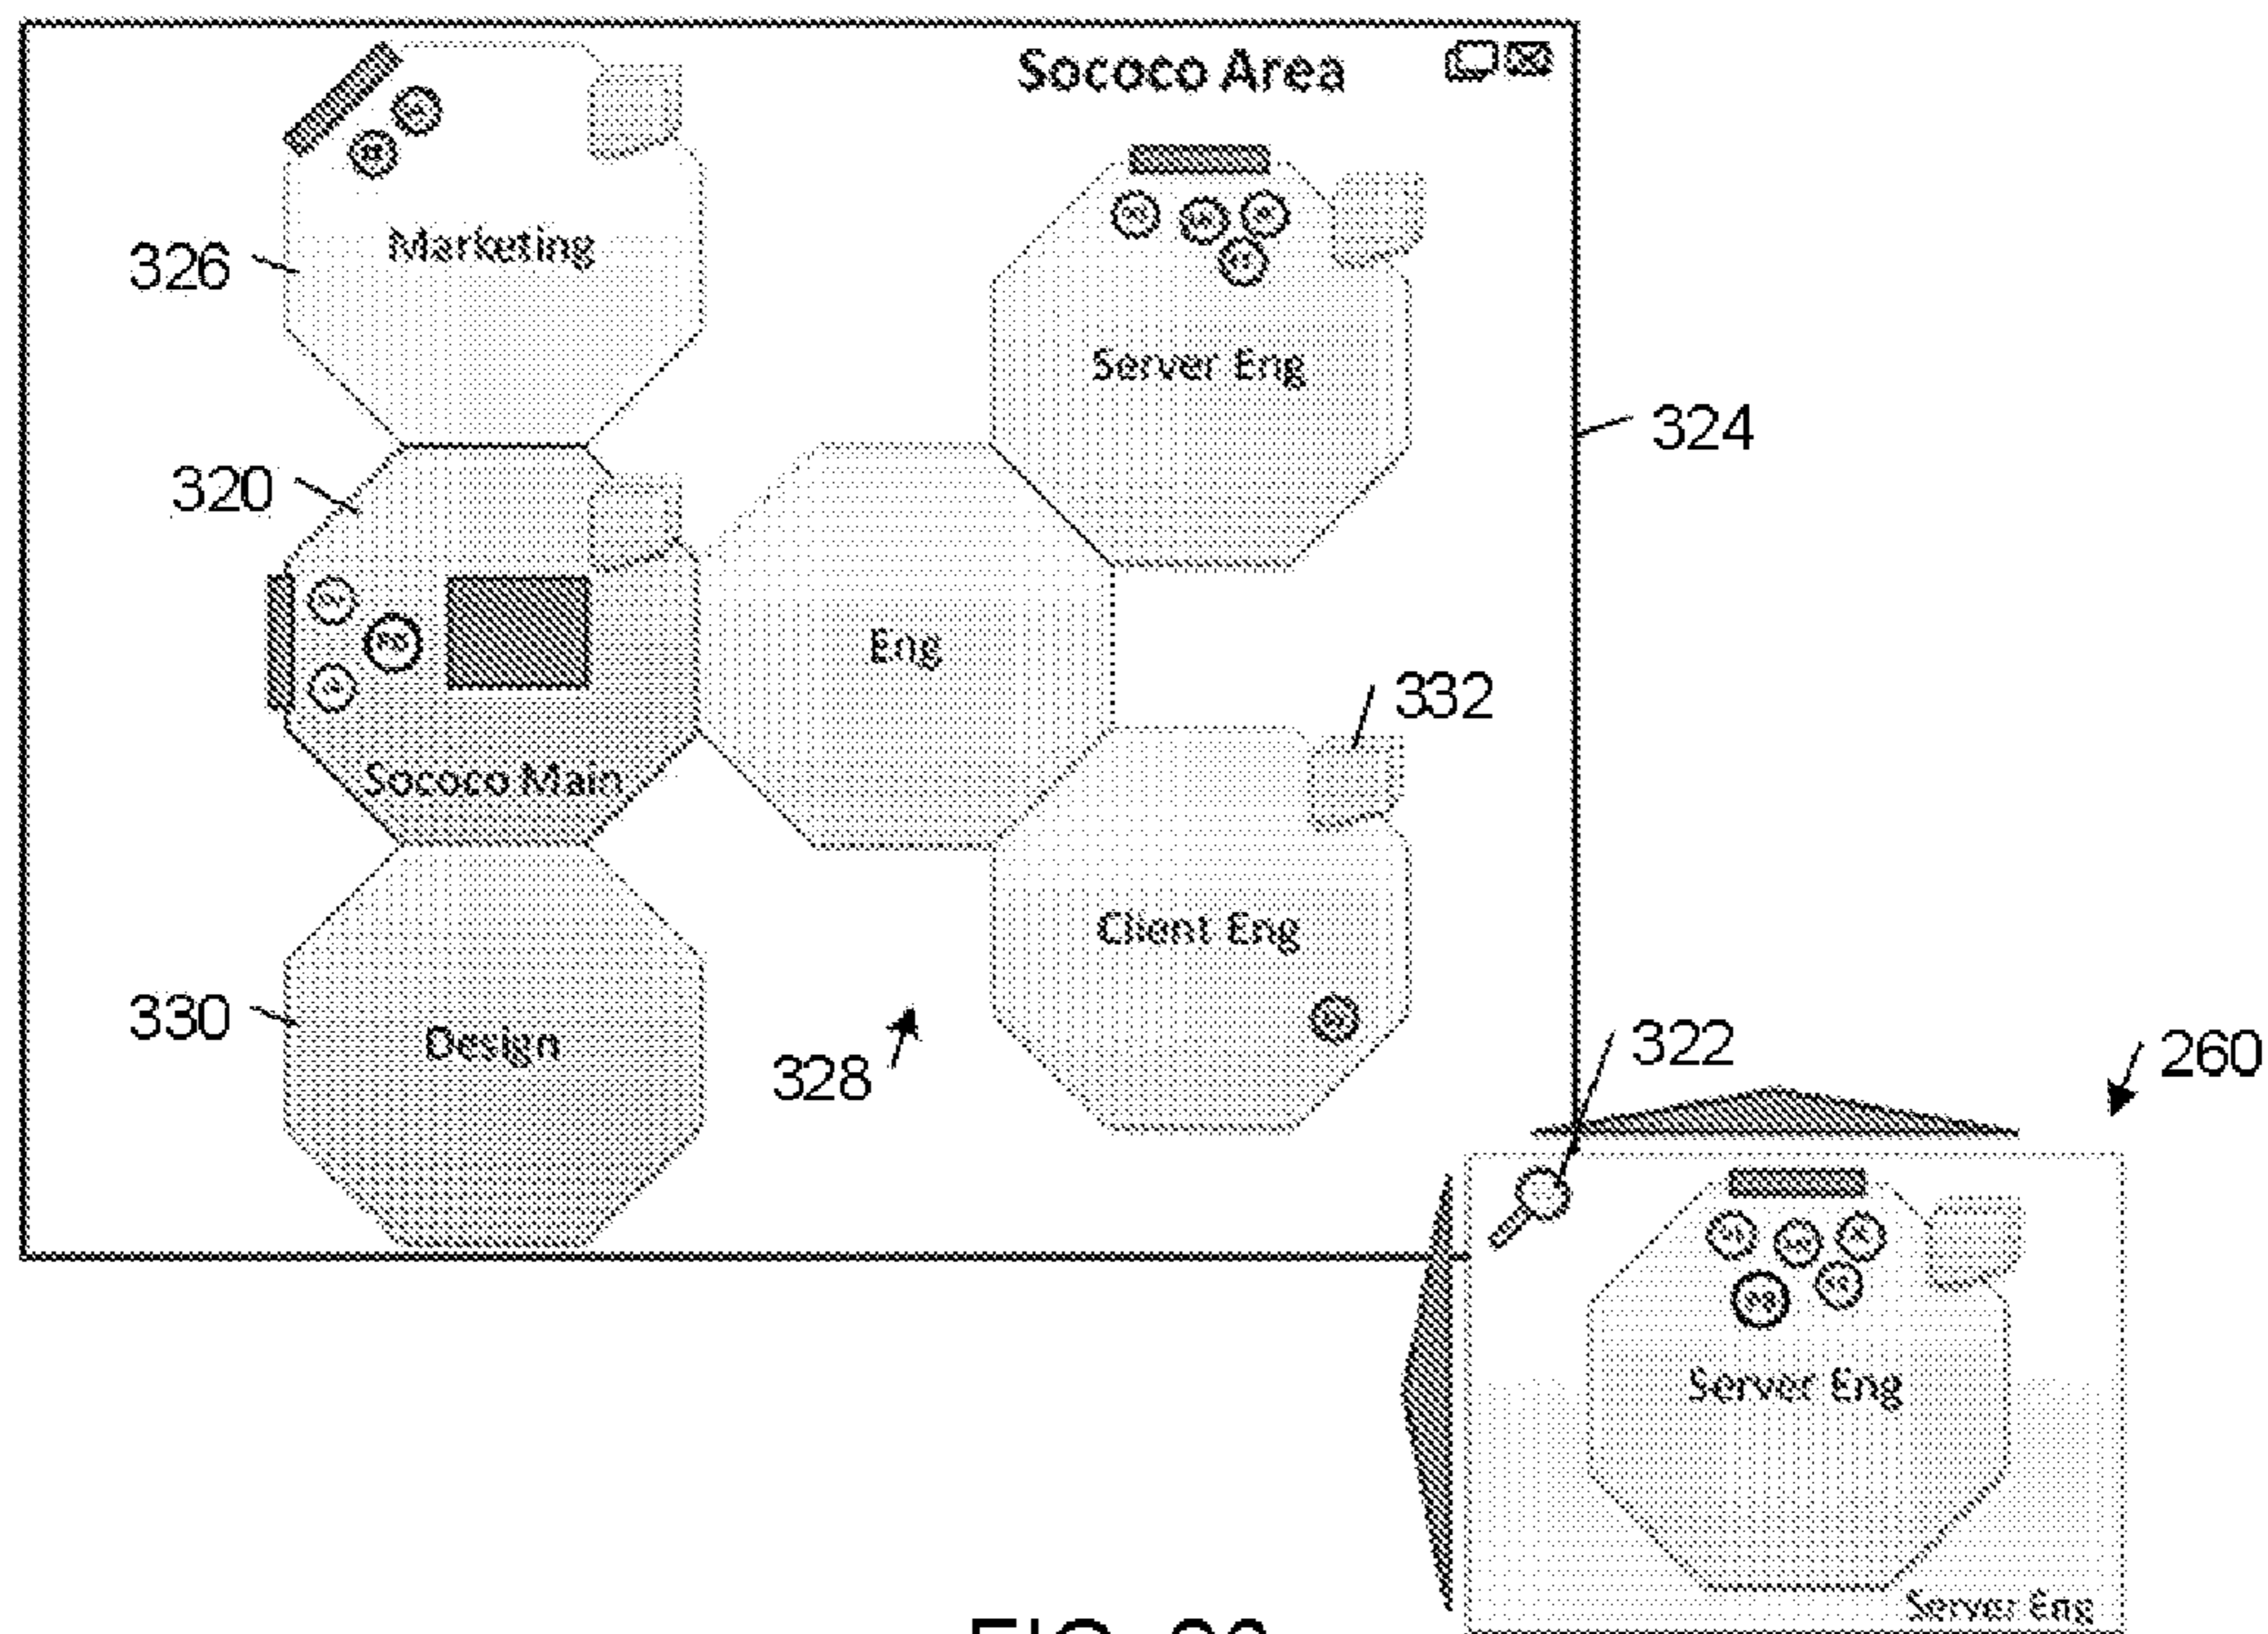 Sococo Area
326
Marketing
Server Eng
324
320
Eng
332
Sococo Main
Client Eng
330
Design
328
322
260
Server Eng
Server Eng
FIG.